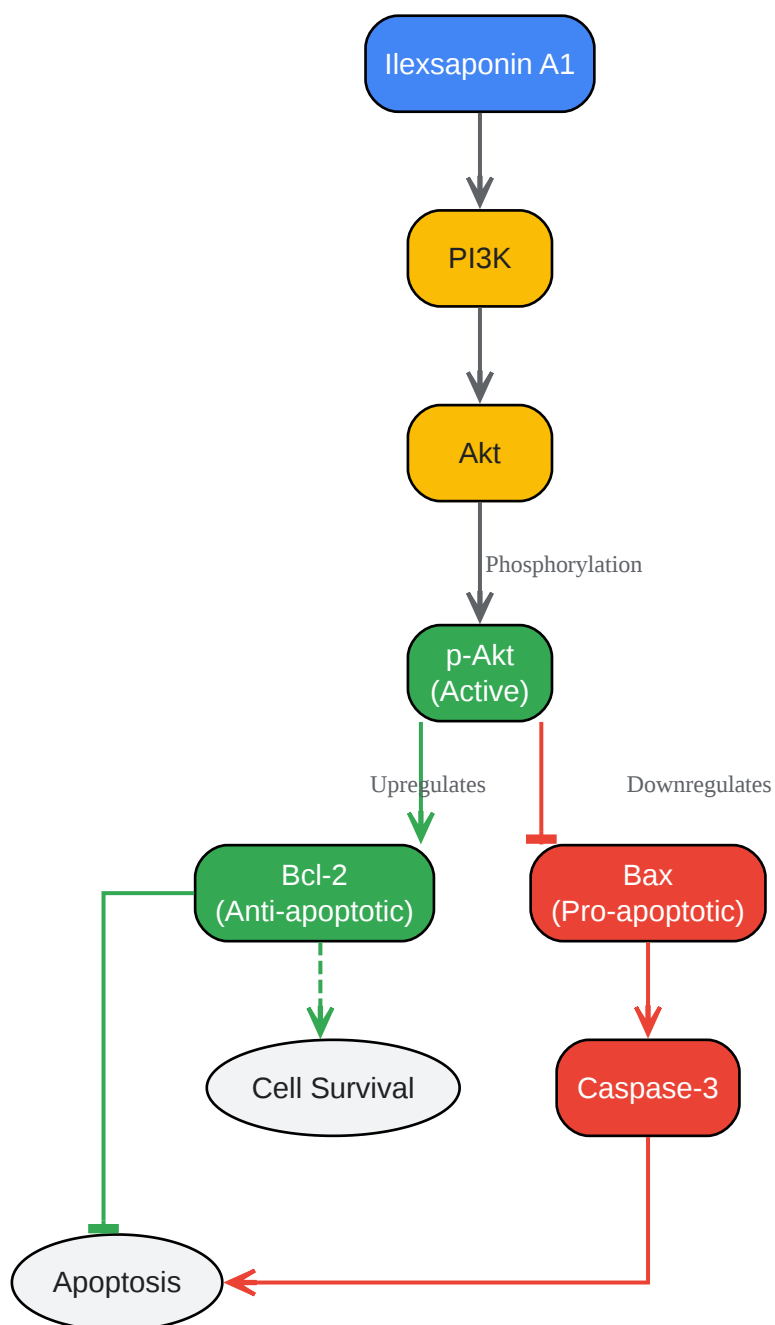 Ilexsaponin A1
PI3K
Akt
Phosphorylation
p-Akt
(Active)
Upregulates
Downregulates
Bcl-2
(Anti-apoptotic)
Bax
(Pro-apoptotic)
Cell Survival
Caspase-3
Apoptosis